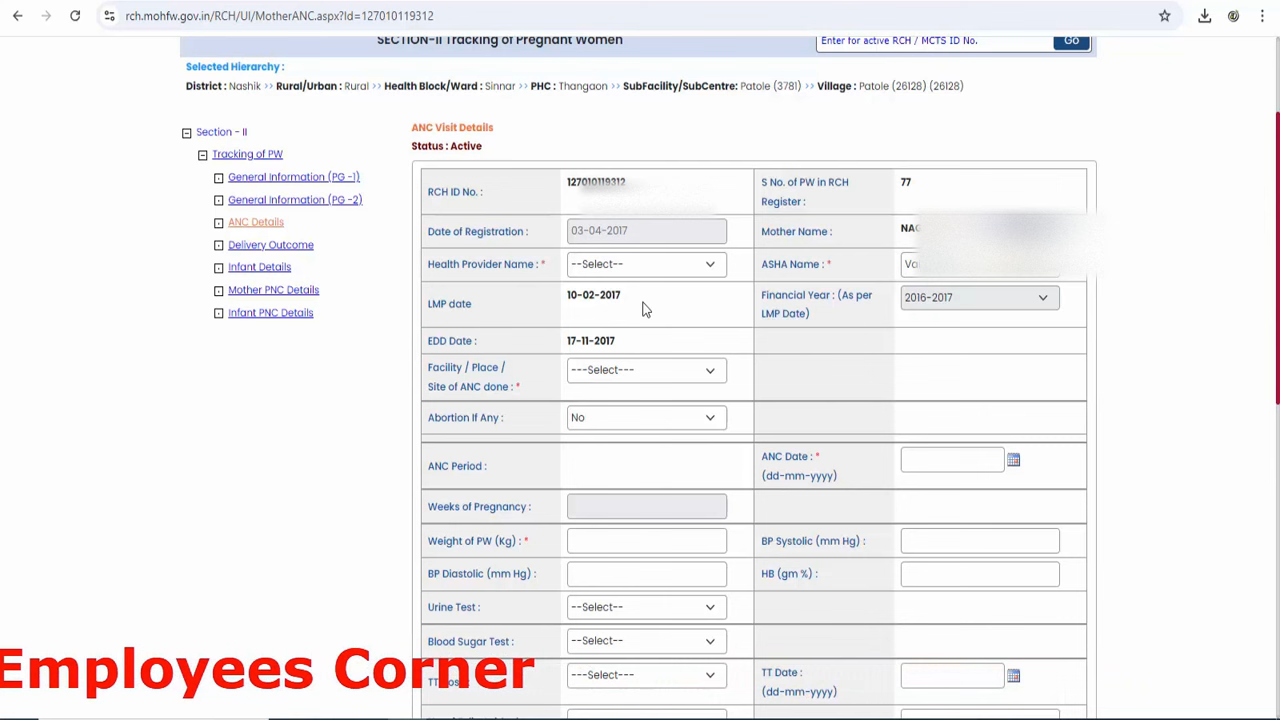 rch.mohfw.gov.in/RCH/UI/MotherANC.aspx?Id=127010119312
SECTION-II Tracking of Pregnant Women
Enter for active RCH / MCTS ID No.
Go
Selected Hierarchy :
District : Nashik >> Rural/Urban : Rural >> Health Block/Ward : Sinnar >> PHC : Thangaon >> SubFacility/SubCentre: Patole (3781) >> Village : Patole (26128) (26128)
Section - II
Tracking of PW
General Information (PG -1)
General Information (PG -2)
ANC Details
Delivery Outcome
Infant Details
Mother PNC Details
Infant PNC Details
ANC Visit Details
Status : Active
RCH ID No. :
127010119312
S No. of PW in RCH
Register :
77
Date of Registration :
03-04-2017
Mother Name :
Health Provider Name : *
--Select--
ASHA Name : *
LMP date
10-02-2017
Financial Year : (As per
LMP Date)
2016-2017
EDD Date :
17-11-2017
Facility / Place /
Site of ANC done : *
---Select---
Abortion If Any :
No
ANC Period :
ANC Date : *
(dd-mm-yyyy)
Weeks of Pregnancy :
Weight of PW (Kg) : *
BP Systolic (mm Hg) :
BP Diastolic (mm Hg) :
HB (gm %) :
Urine Test :
--Select--
Blood Sugar Test :
--Select--
--Select--
TT Date :
(dd-mm-yyyy)
Employees Corner